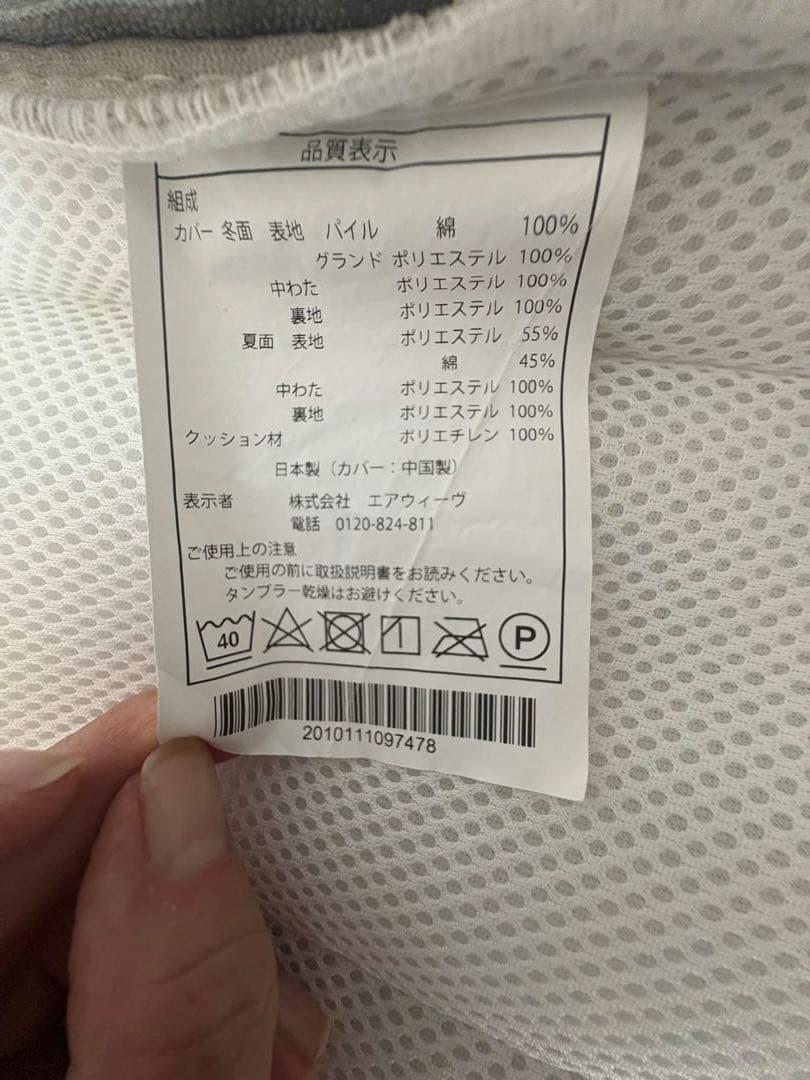 品質表示
組成
カバー 冬面 表地 パイル 綿 100%
グランド ポリエステル 100%
中わた ポリエステル 100%
裏地 ポリエステル 100%
夏面 表地 ポリエステル 55%
綿 45%
中わた ポリエステル 100%
裏地 ポリエステル 100%
クッション材 ポリエチレン 100%
日本製（カバー：中国製）
表示者 株式会社 エアウィーヴ
電話 0120-824-811
ご使用上の注意
ご使用の前に取扱説明書をお読みください。
タンブラー乾燥はお避けください。
40 P
2010111097478